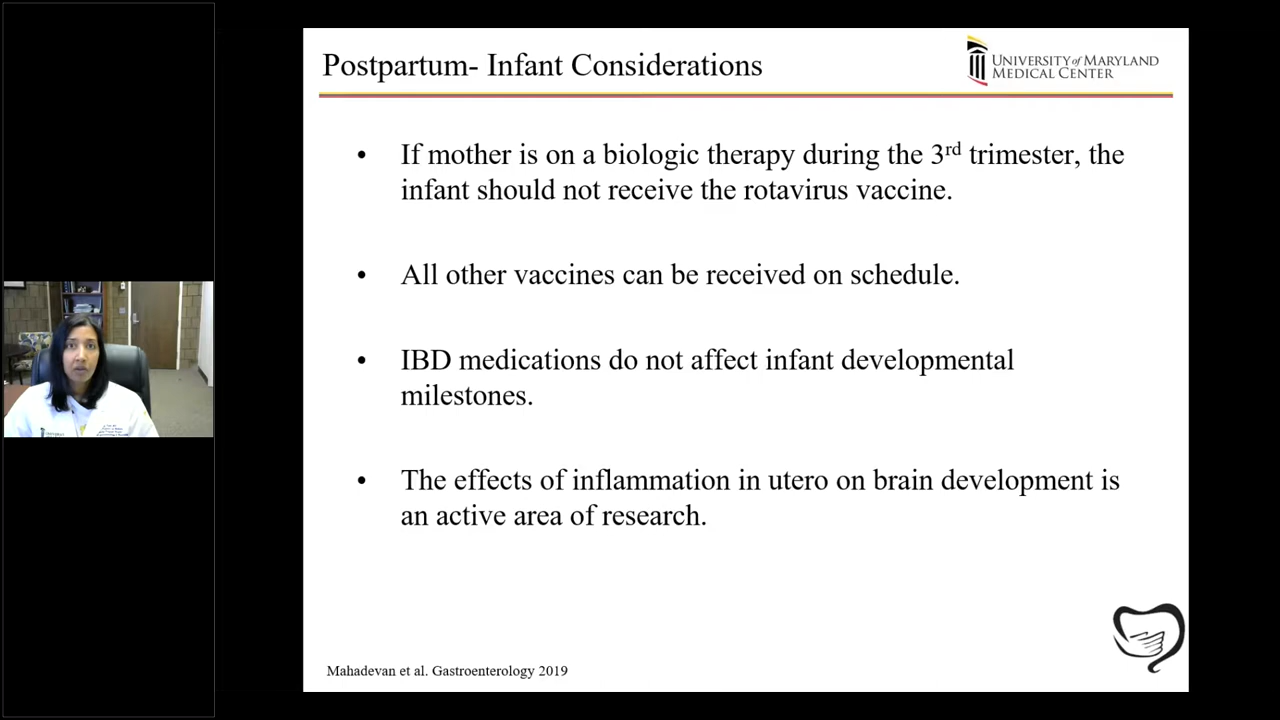 Postpartum- Infant Considerations
UNIVERSITY of MARYLAND
MEDICAL CENTER
• If mother is on a biologic therapy during the 3rd trimester, the
infant should not receive the rotavirus vaccine.
• All other vaccines can be received on schedule.
• IBD medications do not affect infant developmental
milestones.
• The effects of inflammation in utero on brain development is
an active area of research.
Mahadevan et al. Gastroenterology 2019